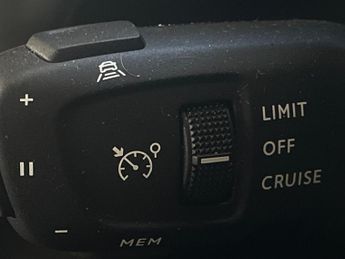 +
LIMIT
OFF
CRUISE
-
MEM